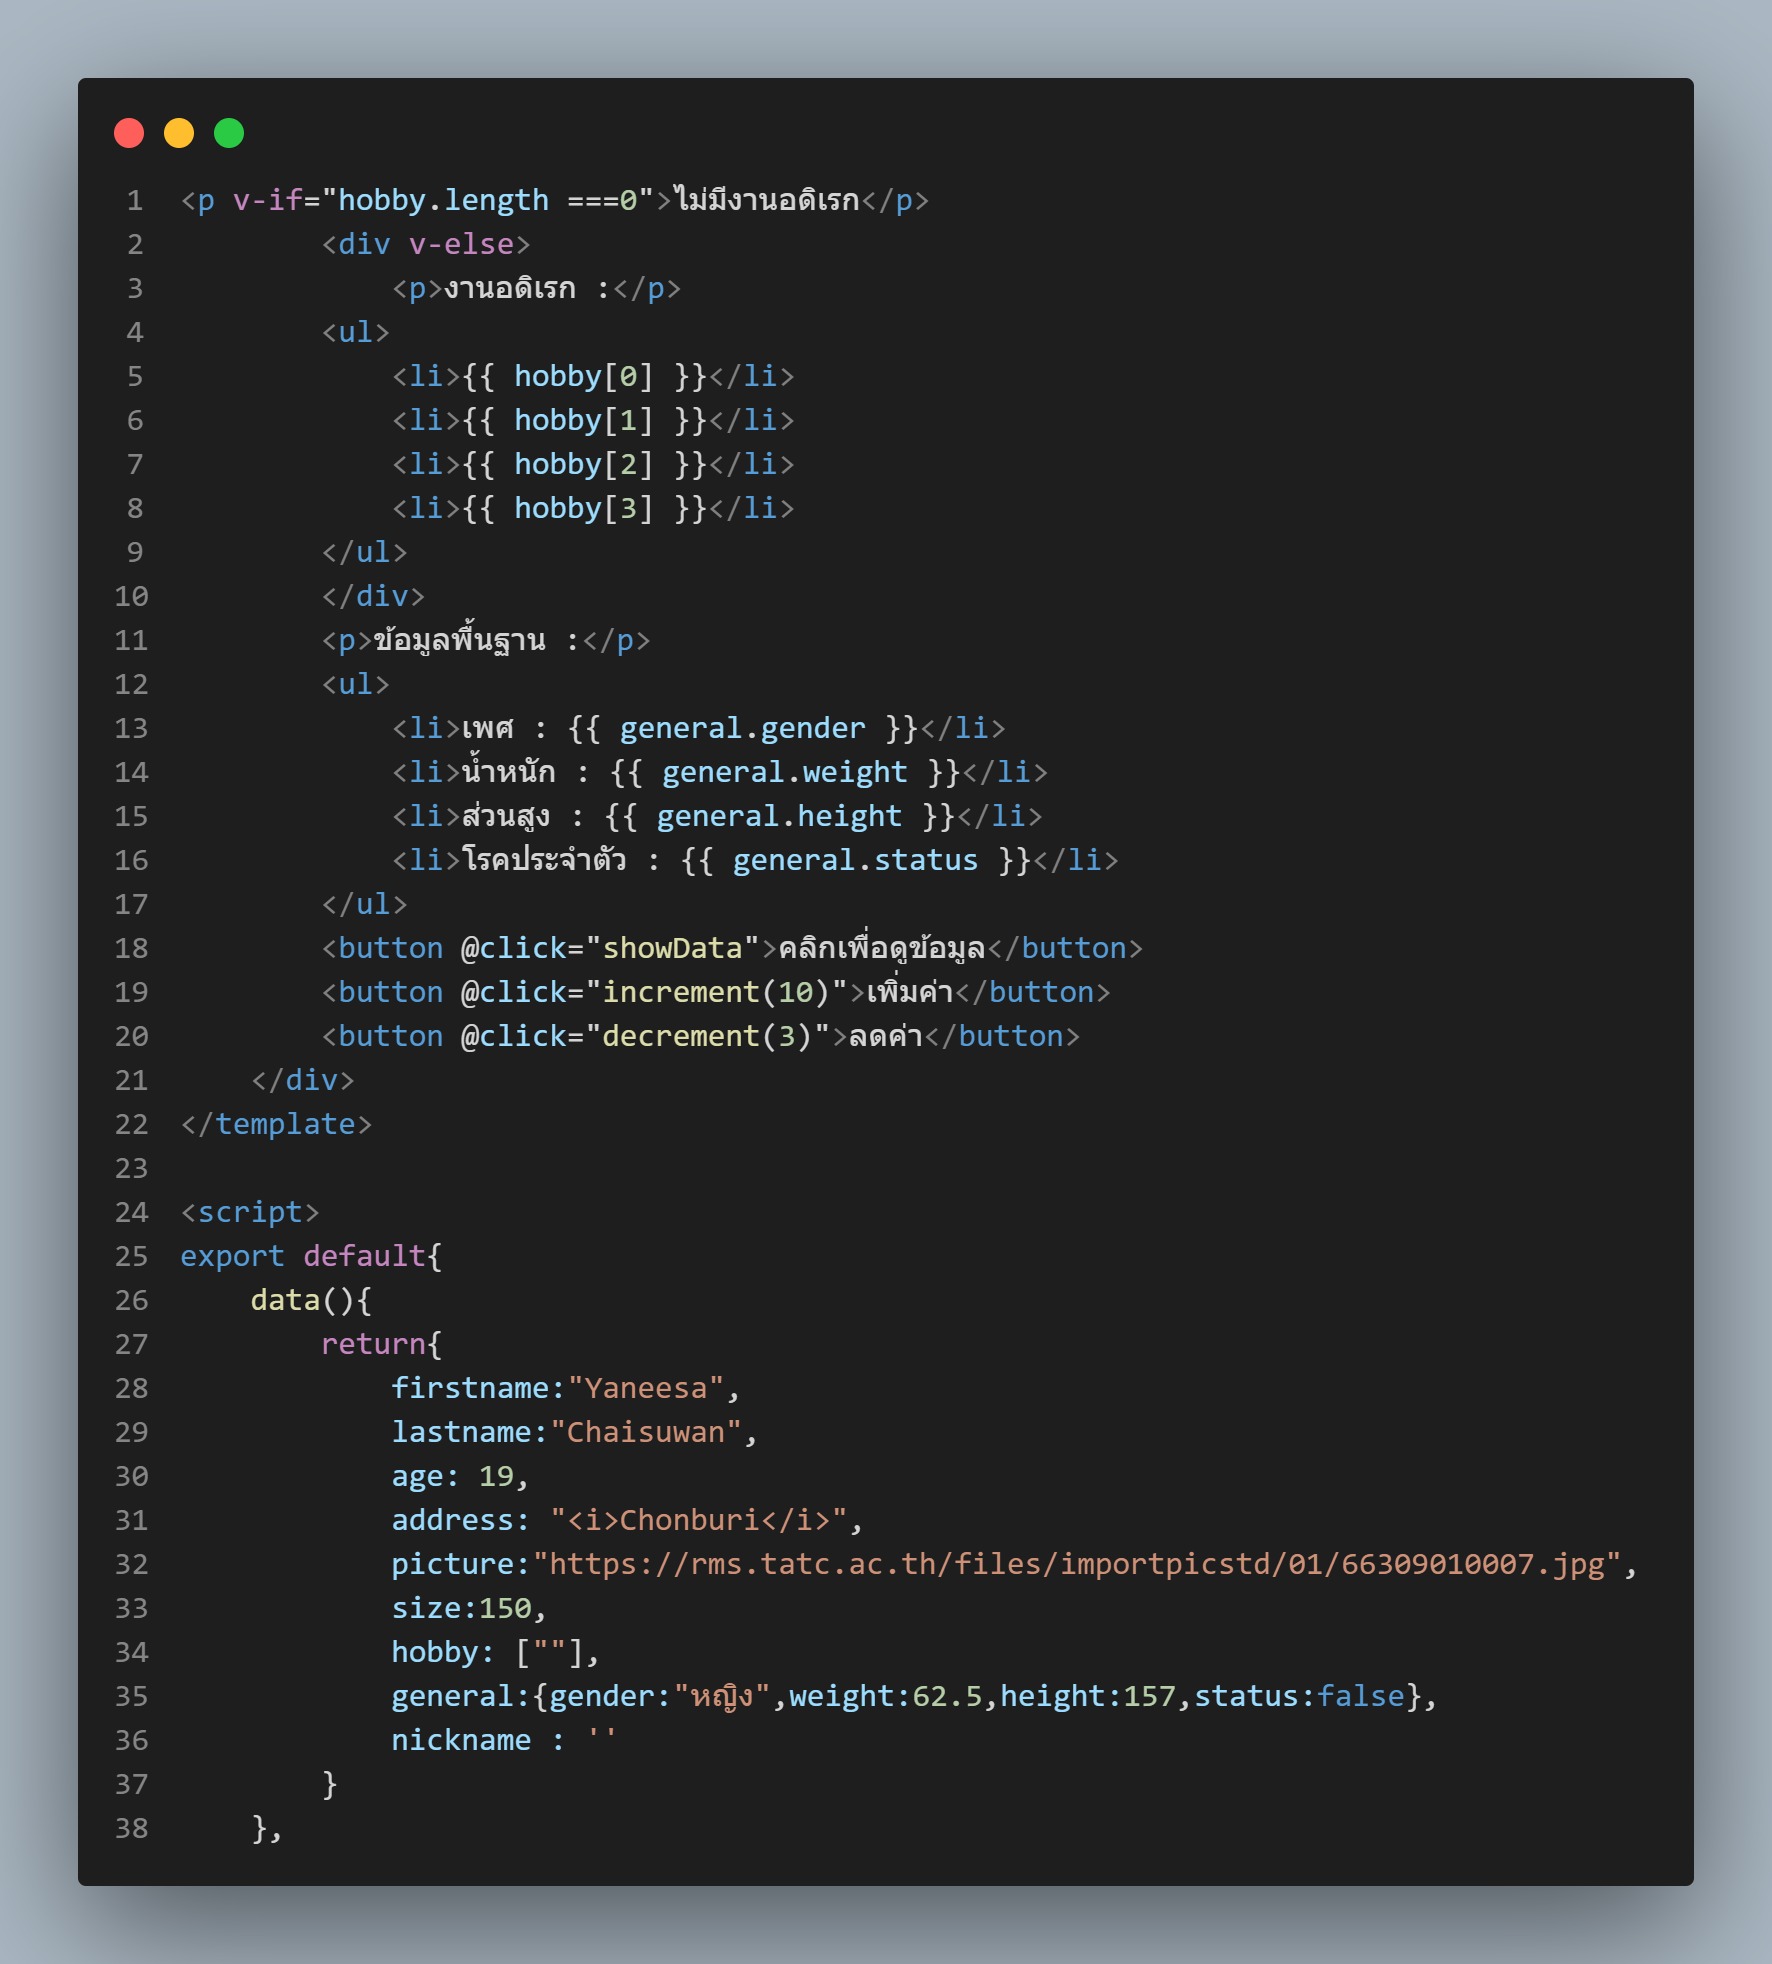 1 <p v-if="hobby.length ===0">ไม่มีงานอดิเรก</p>
2         <div v-else>
3             <p>งานอดิเรก :</p>
4         <ul>
5             <li>{{ hobby[0] }}</li>
6             <li>{{ hobby[1] }}</li>
7             <li>{{ hobby[2] }}</li>
8             <li>{{ hobby[3] }}</li>
9         </ul>
10         </div>
11         <p>ข้อมูลพื้นฐาน :</p>
12         <ul>
13             <li>เพศ : {{ general.gender }}</li>
14             <li>น้ำหนัก : {{ general.weight }}</li>
15             <li>ส่วนสูง : {{ general.height }}</li>
16             <li>โรคประจำตัว : {{ general.status }}</li>
17         </ul>
18         <button @click="showData">คลิกเพื่อดูข้อมูล</button>
19         <button @click="increment(10)">เพิ่มค่า</button>
20         <button @click="decrement(3)">ลดค่า</button>
21     </div>
22 </template>
23
24 <script>
25 export default{
26     data(){
27         return{
28             firstname:"Yaneesa",
29             lastname:"Chaisuwan",
30             age: 19,
31             address: "<i>Chonburi</i>",
32             picture:"https://rms.tatc.ac.th/files/importpicstd/01/66309010007.jpg",
33             size:150,
34             hobby: [""],
35             general:{gender:"หญิง",weight:62.5,height:157,status:false},
36             nickname : ''
37         }
38     },